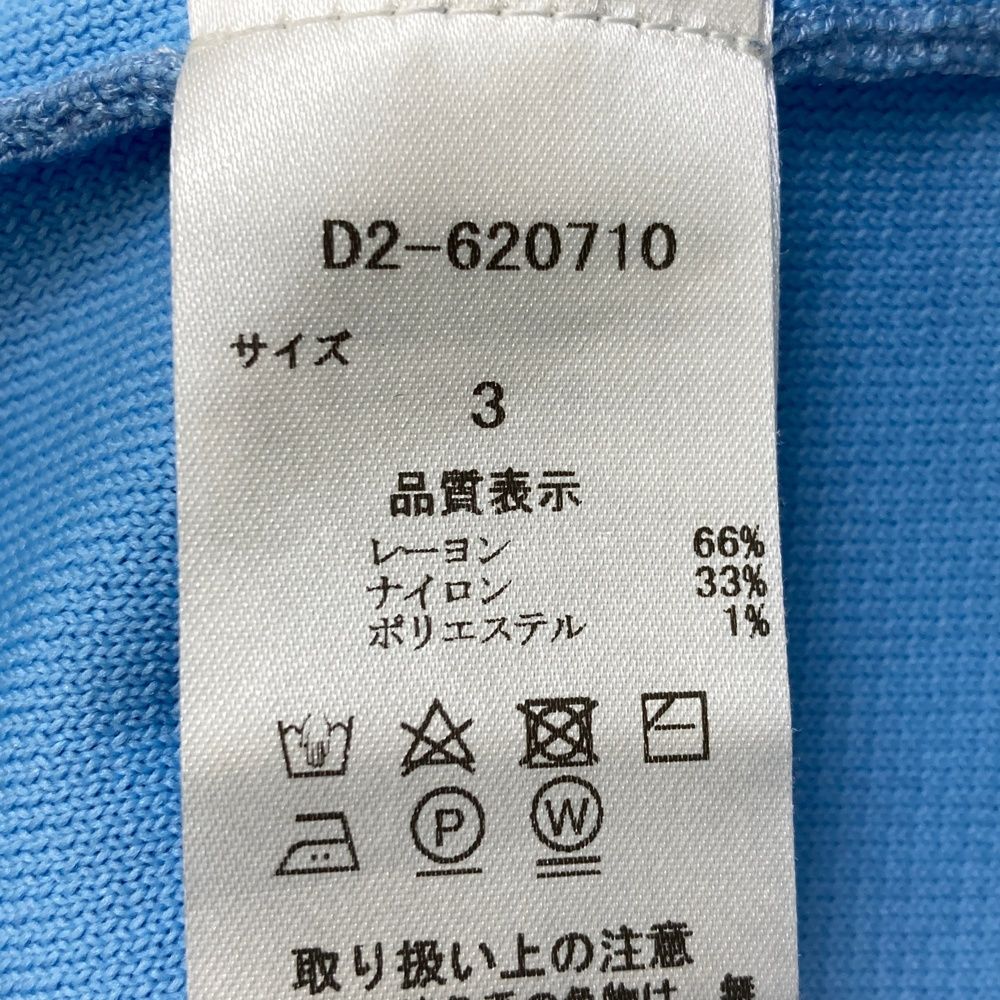 D2-620710
サイズ
3
品質表示
レーヨン 66%
ナイロン 33%
ポリエステル 1%
P W
取り扱い上の注意